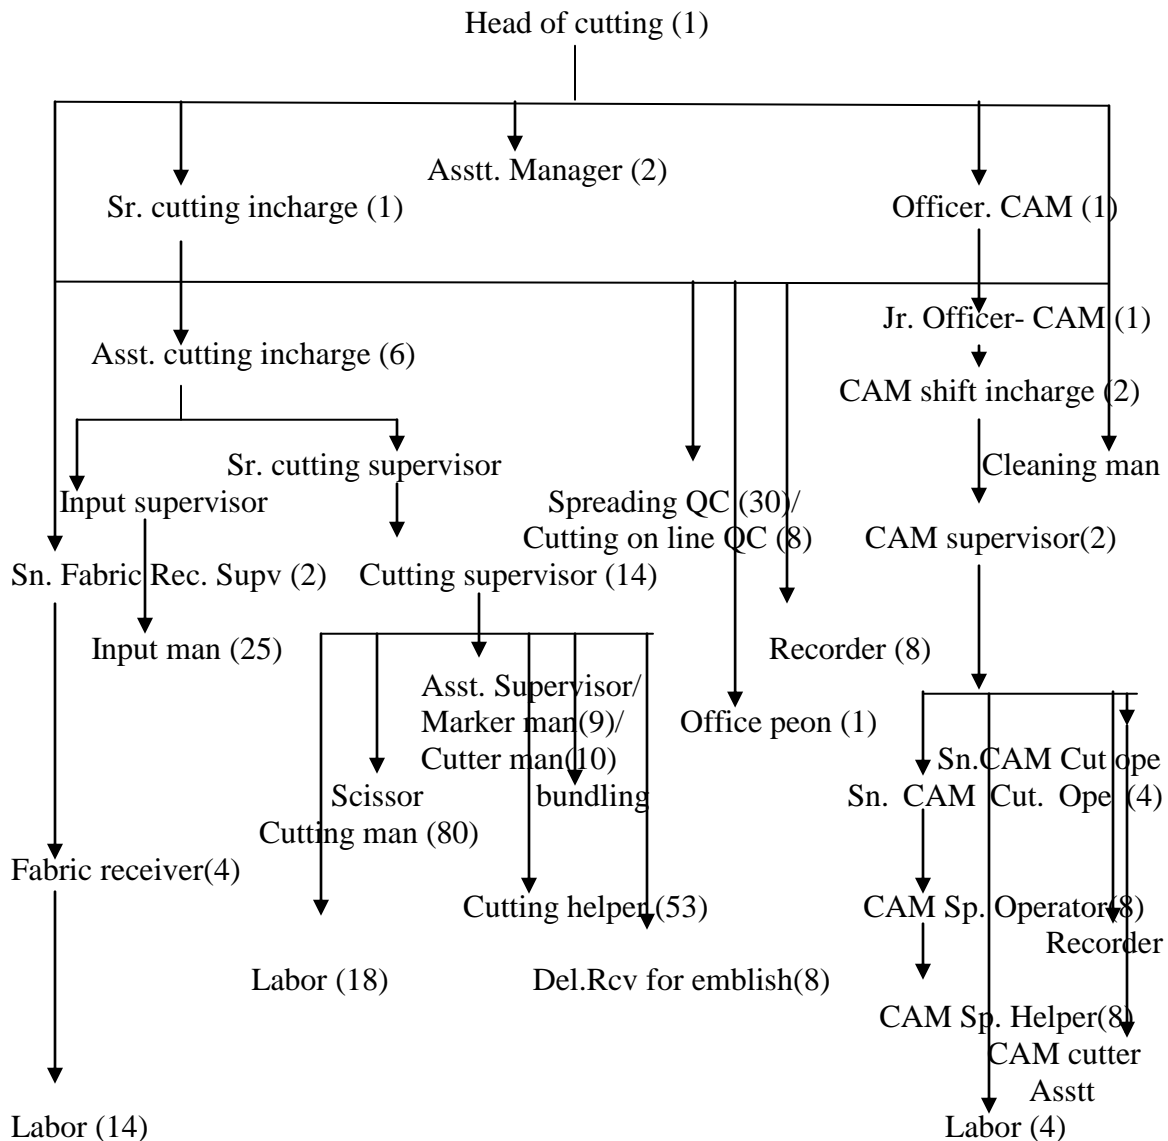 Head of cutting (1)
Asstt. Manager (2)
Sr. cutting incharge (1)
Officer. CAM (1)
Jr. Officer- CAM (1)
Asst. cutting incharge (6)
CAM shift incharge (2)
Sr. cutting supervisor
Cleaning man
Input supervisor
Spreading QC (30)/
Cutting on line QC (8)
CAM supervisor(2)
Sn. Fabric Rec. Supv (2)
Cutting supervisor (14)
Input man (25)
Recorder (8)
Asst. Supervisor/
Marker man(9)/
Cutter man(10)
Office peon (1)
Sn.CAM Cut ope
Sn. CAM Cut. Ope (4)
Scissor
Cutting man (80)
bundling
Fabric receiver(4)
Cutting helper (53)
CAM Sp. Operator(8)
Recorder
Labor (18)
Del.Rcv for emblish(8)
CAM Sp. Helper(8)
CAM cutter
Asstt
Labor (14)
Labor (4)